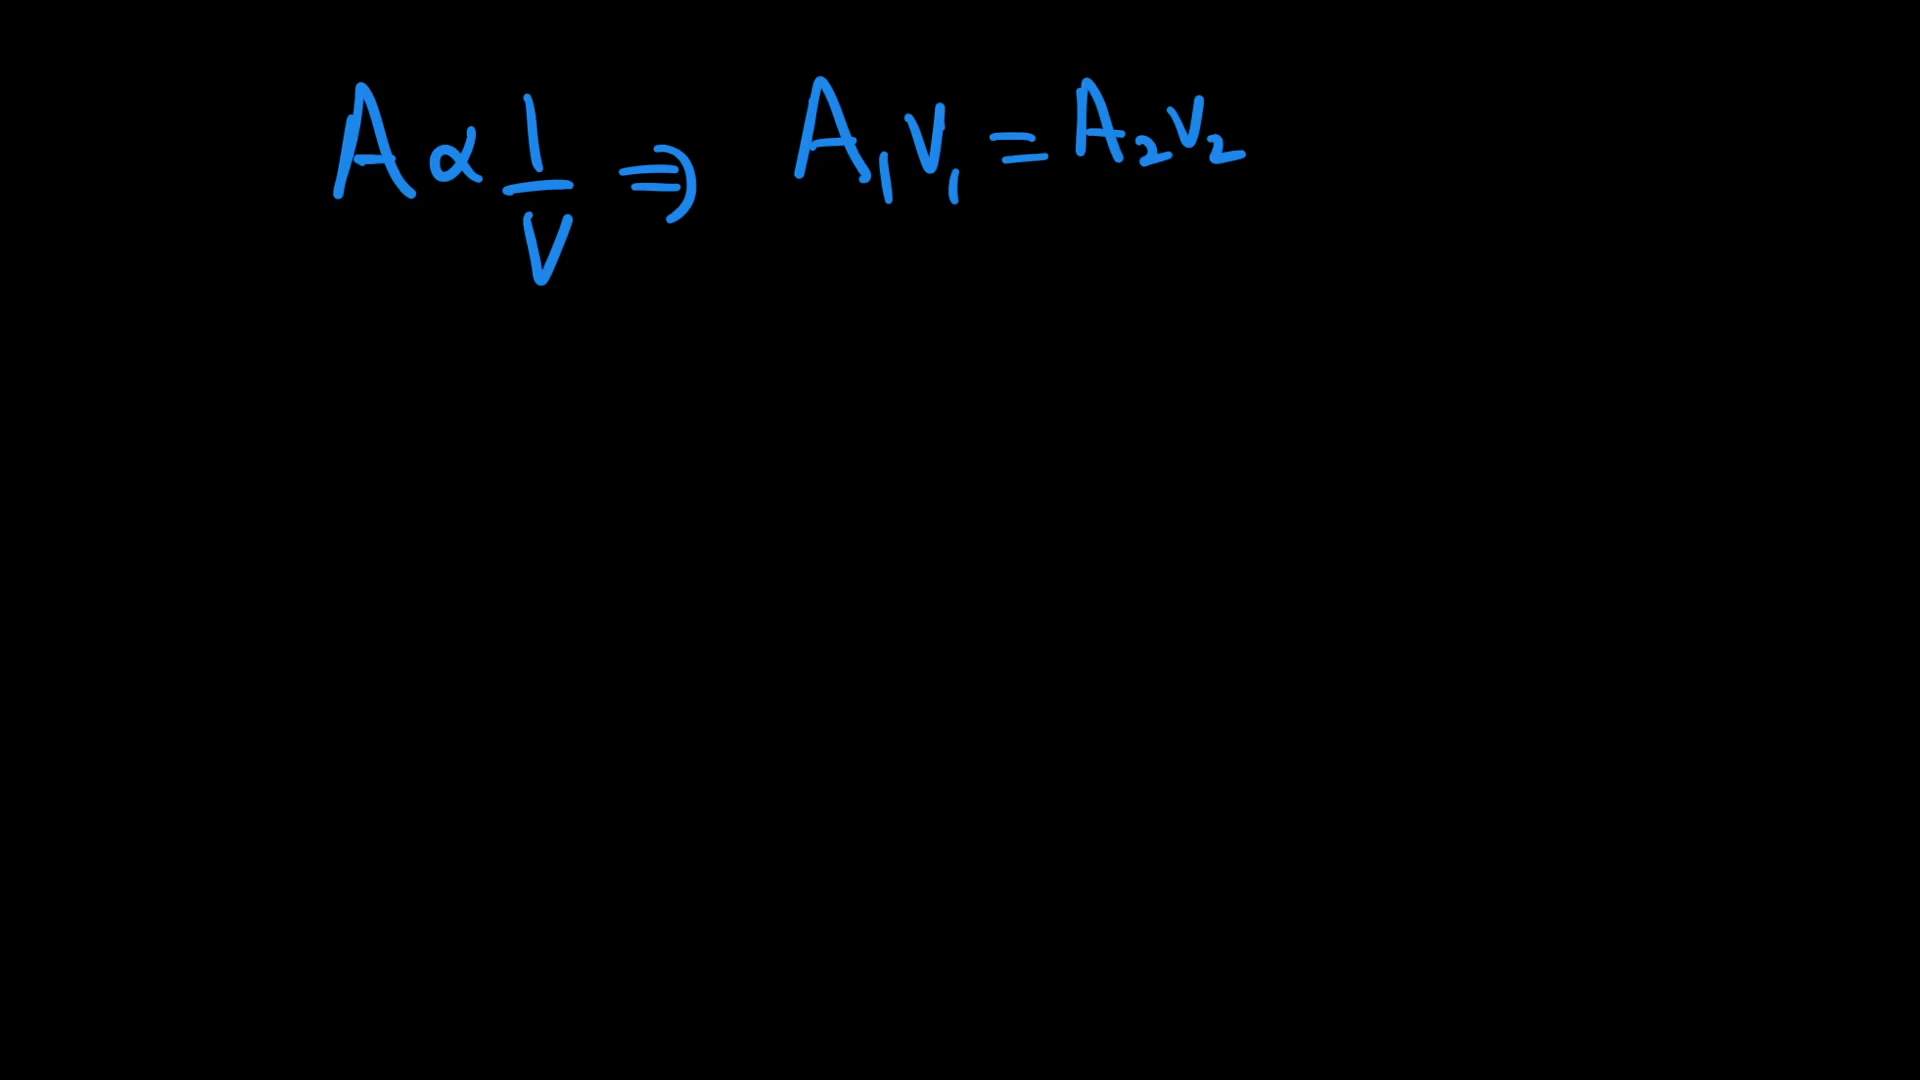 A α 1/V ⇒ A₁V₁ = A₂V₂